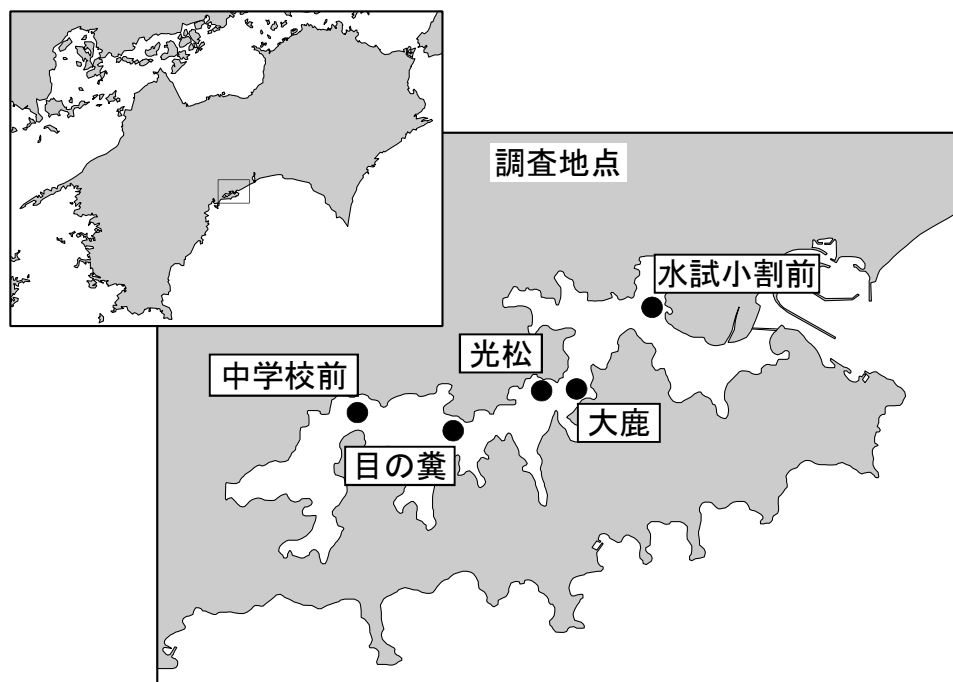 調査地点
水試小割前
光松
中学校前
大鹿
目の糞